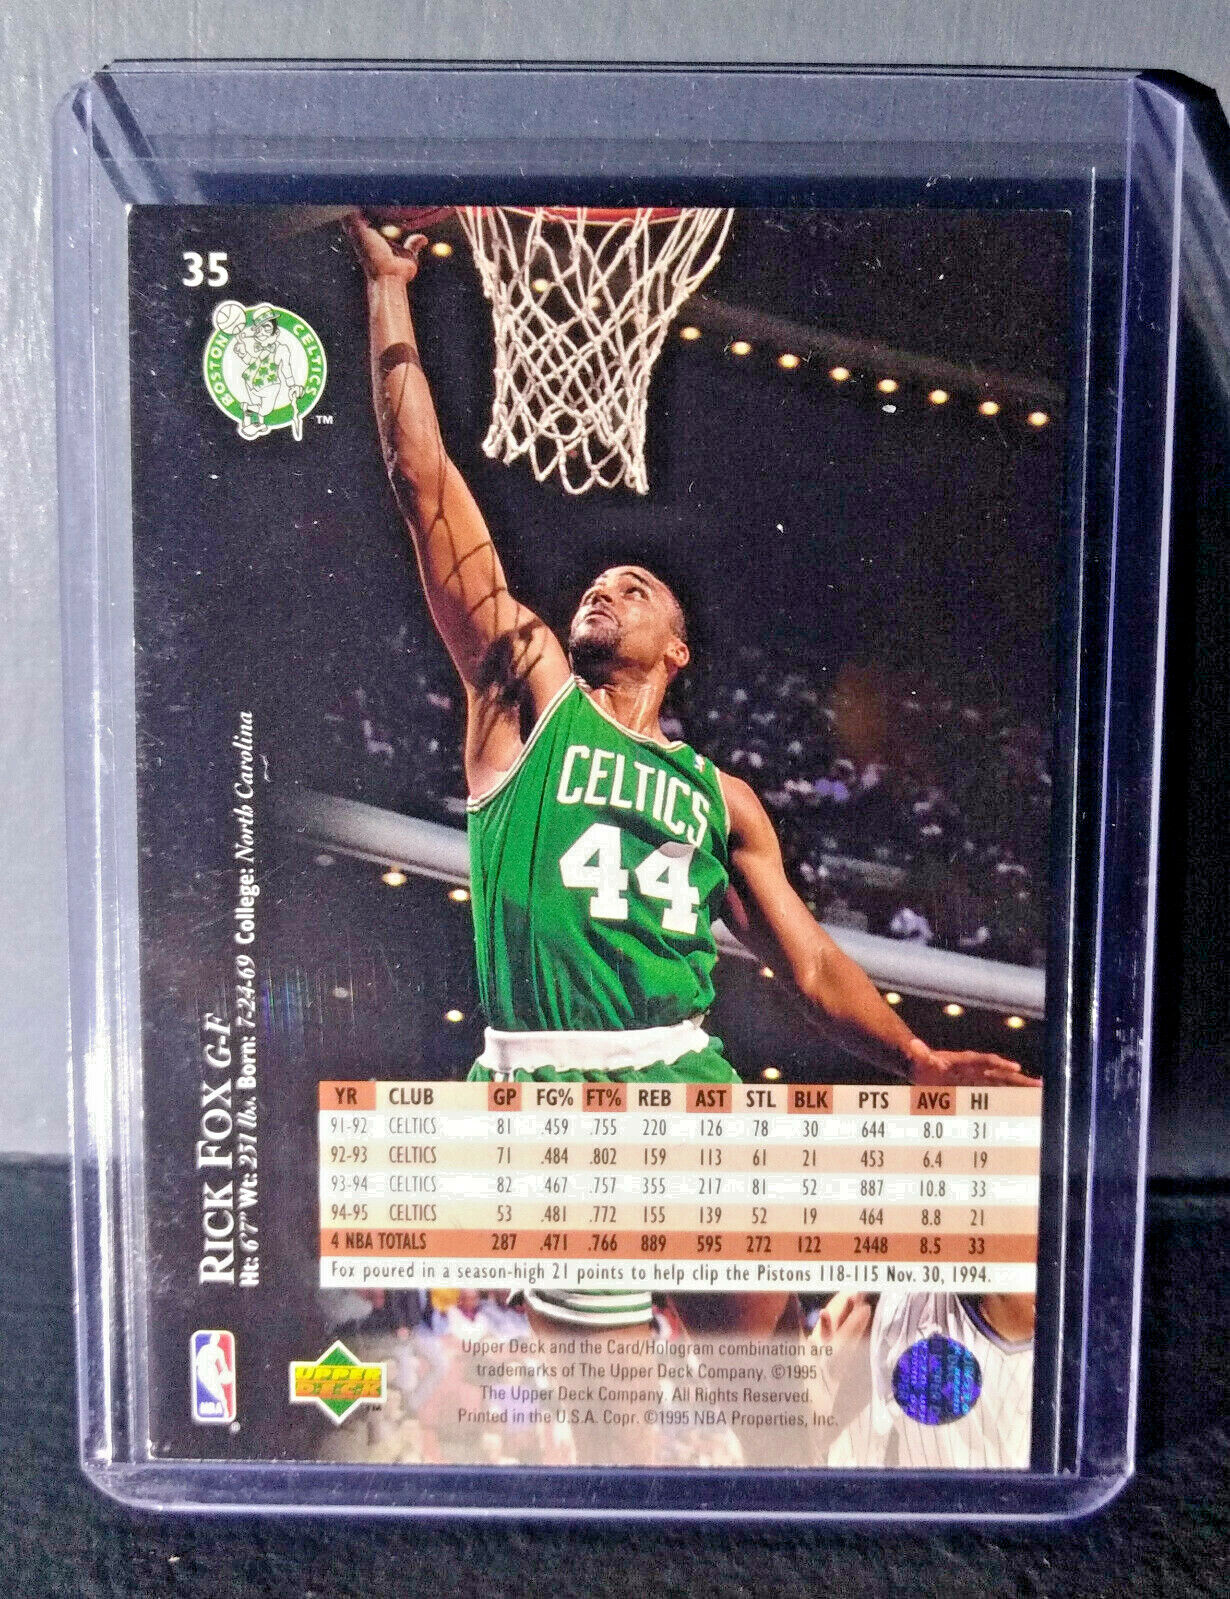 35
BOSTON CELTICS
TM
CELTICS
44
RICK FOX G-F
Ht: 6'7" Wt: 231 lbs. Born: 7-24-69 College: North Carolina
YR CLUB GP FG% FT% REB AST STL BLK PTS AVG HI
91-92 CELTICS 81 .459 .755 220 126 78 30 644 8.0 31
92-93 CELTICS 71 .484 .802 159 113 61 21 453 6.4 19
93-94 CELTICS 82 .467 .757 355 217 81 52 887 10.8 33
94-95 CELTICS 53 .481 .772 155 139 52 19 464 8.8 21
4 NBA TOTALS 287 .471 .766 889 595 272 122 2448 8.5 33
Fox poured in a season-high 21 points to help clip the Pistons 118-115 Nov. 30, 1994.
NBA ®
UPPER DECK TM
Upper Deck and the Card/Hologram combination are
trademarks of The Upper Deck Company. ©1995
The Upper Deck Company. All Rights Reserved.
Printed in the U.S.A. Copr. ©1995 NBA Properties, Inc.